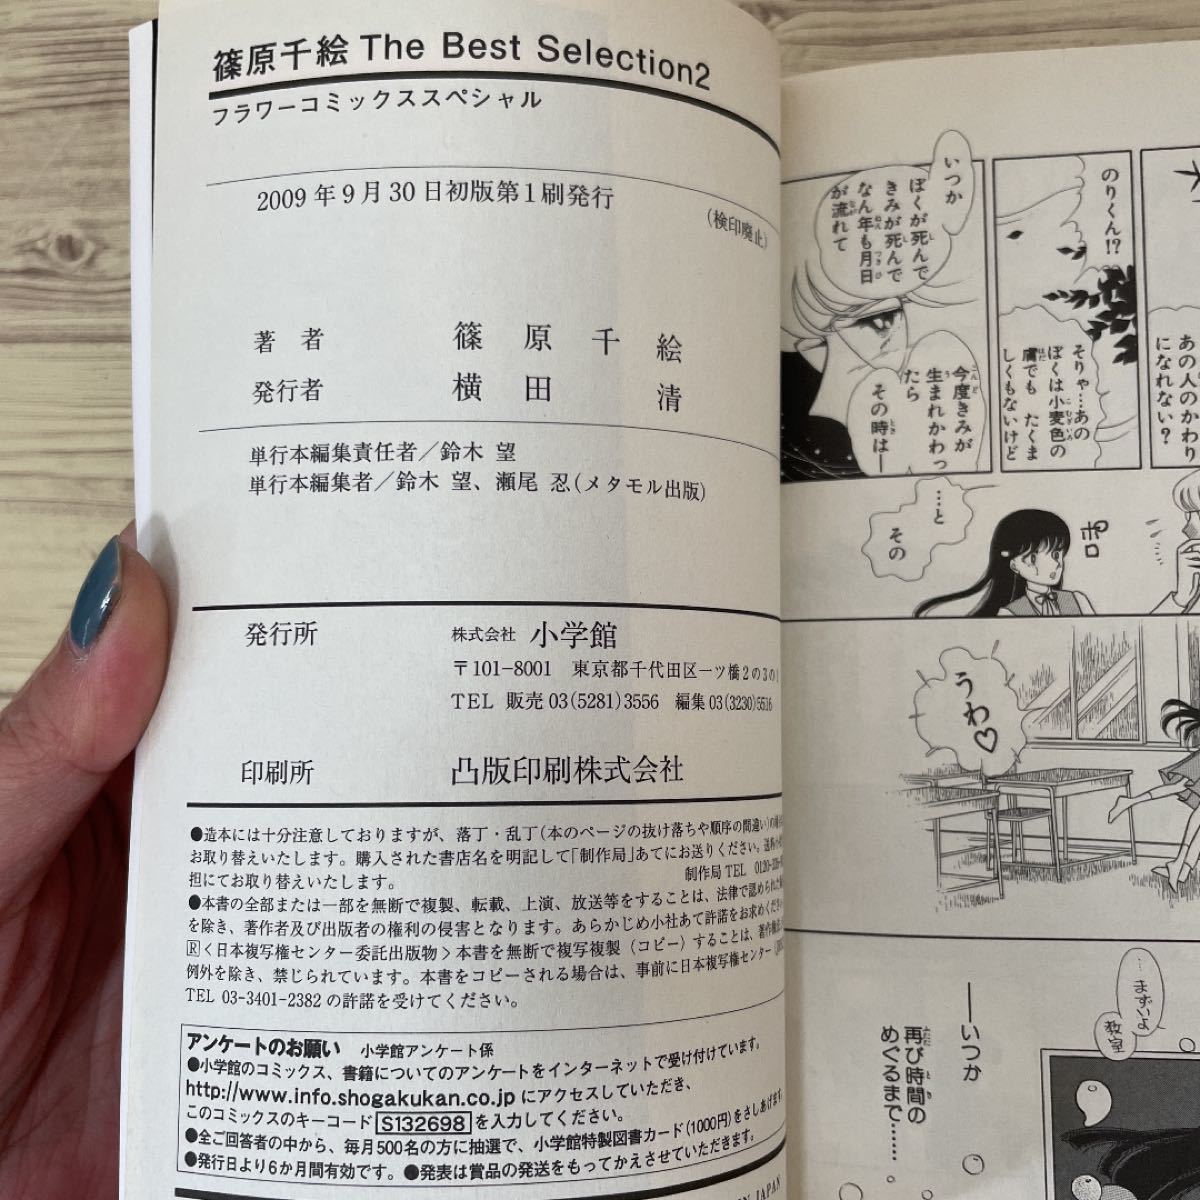 篠原千絵 The Best Selection2
フラワーコミックススペシャル
2009年9月30日初版第1刷発行
(検印廃止)
著者 篠原千絵
発行者 横田清
単行本編集責任者／鈴木 望
単行本編集者／鈴木 望、瀬尾 忍(メタモル出版)
発行所 株式会社 小学館
〒101-8001 東京都千代田区一ツ橋2の3の1
TEL 販売03(5281)3556 編集03(3230)5516
印刷所 凸版印刷株式会社
●造本には十分注意しておりますが、落丁・乱丁(本のページの抜け落ちや順序の間違い)の
お取り替えいたします。購入された書店名を明記して「制作局」あてにお送りください。
担にてお取り替えいたします。 制作局 TEL 0120-
●本書の全部または一部を無断で複製、転載、上演、放送等をすることは、法律で認められた
を除き、著作者及び出版者の権利の侵害となります。あらかじめ小社あて許諾をお求めください
R<日本複写権センター委託出版物>本書を無断で複写複製(コピー)することは、著作権法
例外を除き、禁じられています。本書をコピーされる場合は、事前に日本複写権センター
TEL 03-3401-2382の許諾を受けてください。
アンケートのお願い 小学館アンケート係
●小学館のコミックス、書籍についてのアンケートをインターネットで受け付けています。
http://www.info.shogakukan.co.jp にアクセスしていただき、
このコミックスのキーコード S132698 を入力してください。
●全ご回答者の中から、毎月500名の方に抽選で、小学館特製図書カード(1000円)をさしあげます。
●発行日より6か月間有効です。●発表は賞品の発送をもってかえさせていただきます。
JAPAN
のりくん!?
あの人のかわり
になれない?
そりゃ…あの
ぼくは小麦色の
膚でも たくま
しくもないけど
いつか
ぼくが死んで
きみが死んで
なん年も月日
が流れて
今度きみが
生まれかわっ
たら
その時は—
…と
その
ポロ
うわ♡
—いつか
再び時間の
めぐるまで……
…まずいよ
教室